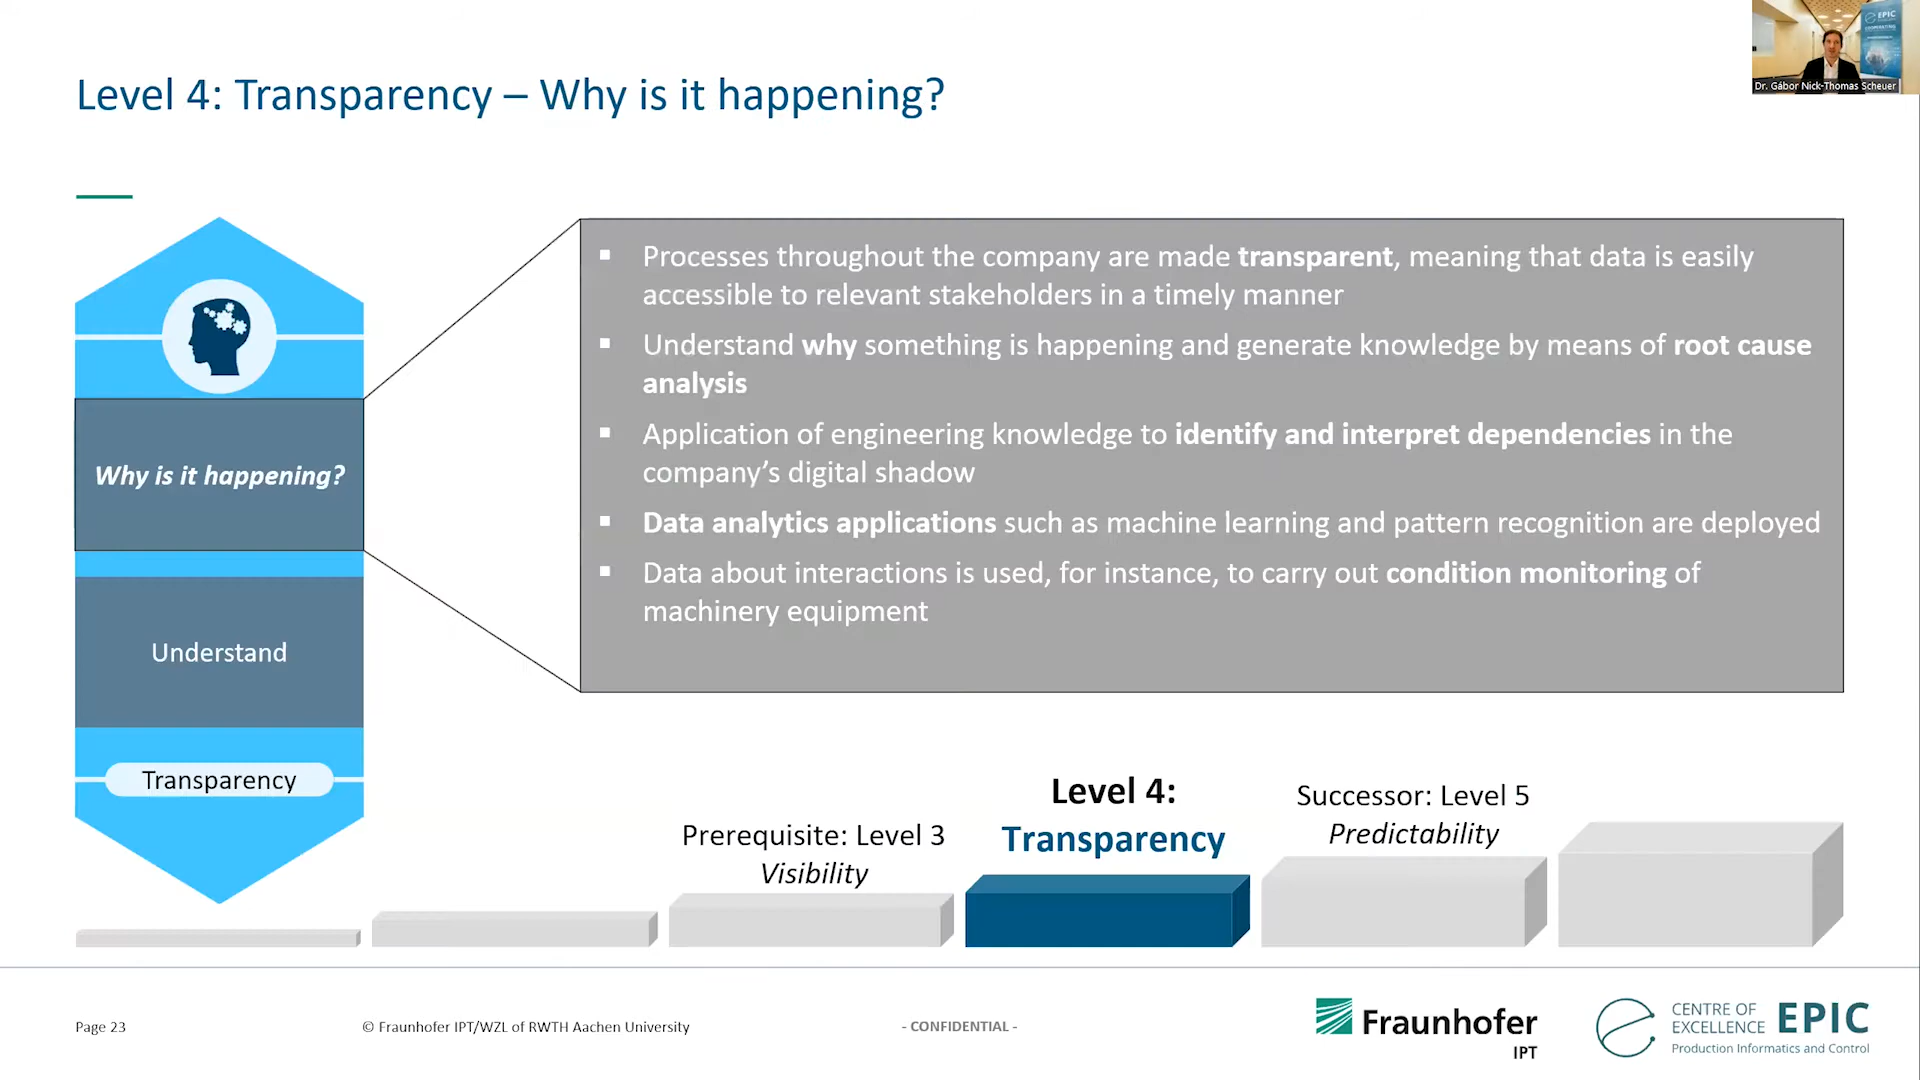 Level 4: Transparency – Why is it happening?
EPIC
Dr. Gábor Nick-Thomas Scheuer
Processes throughout the company are made transparent, meaning that data is easily
accessible to relevant stakeholders in a timely manner
Understand why something is happening and generate knowledge by means of root cause
analysis
Application of engineering knowledge to identify and interpret dependencies in the
company’s digital shadow
Data analytics applications such as machine learning and pattern recognition are deployed
Data about interactions is used, for instance, to carry out condition monitoring of
machinery equipment
Why is it happening?
Understand
Transparency
Prerequisite: Level 3
Visibility
Level 4:
Transparency
Successor: Level 5
Predictability
Page 23
© Fraunhofer IPT/WZL of RWTH Aachen University
- CONFIDENTIAL -
Fraunhofer
IPT
CENTRE OF
EXCELLENCE EPIC
Production Informatics and Control